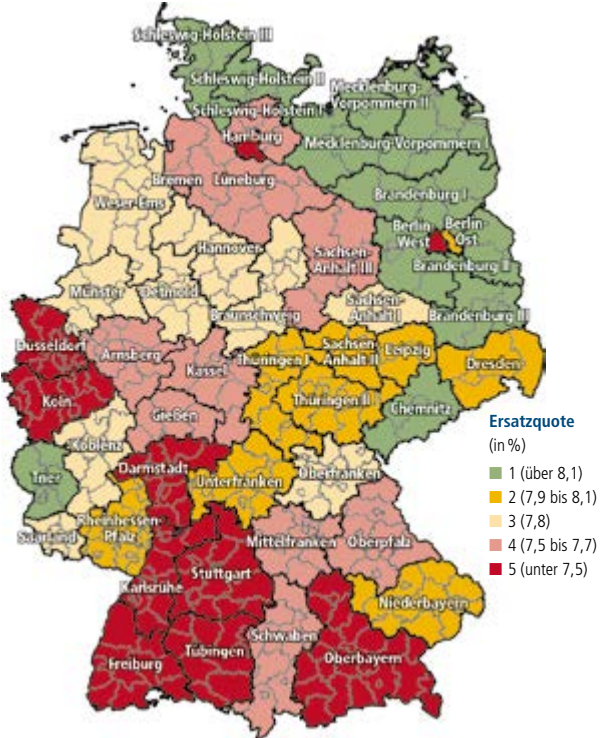 Schleswig-Holstein III
Schleswig-Holstein II
Mecklenburg-
Vorpommern II
Schleswig-Holstein I
Hamburg
Mecklenburg-Vorpommern I
Bremen
Lüneburg
Brandenburg I
Weser-Ems
Berlin-
West
Berlin-
Ost
Hannover
Sachsen-
Anhalt III
Brandenburg II
Münster
Detmold
Braunschweig
Sachsen-
Anhalt I
Brandenburg III
Düsseldorf
Arnsberg
Kassel
Thüringen I
Sachsen-
Anhalt II
Leipzig
Dresden
Köln
Gießen
Thüringen II
Chemnitz
Koblenz
Trier
Darmstadt
Unterfranken
Oberfranken
Saarland
Rheinhessen-
Pfalz
Mittelfranken
Oberpfalz
Karlsruhe
Stuttgart
Niederbayern
Schwaben
Freiburg
Tübingen
Oberbayern
Ersatzquote
(in %)
1 (über 8,1)
2 (7,9 bis 8,1)
3 (7,8)
4 (7,5 bis 7,7)
5 (unter 7,5)